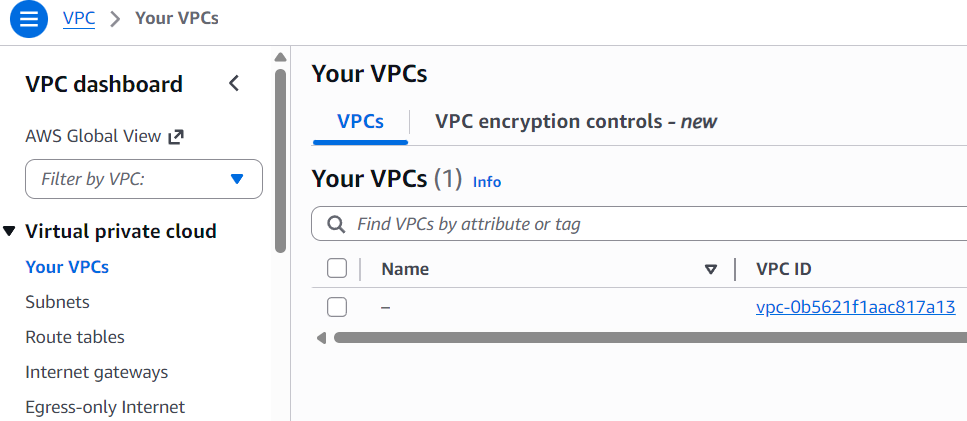 VPC > Your VPCs
VPC dashboard
AWS Global View
Filter by VPC:
Virtual private cloud
Your VPCs
Subnets
Route tables
Internet gateways
Egress-only Internet
Your VPCs
VPCs VPC encryption controls - new
Your VPCs (1) Info
Find VPCs by attribute or tag
Name VPC ID
– vpc-0b5621f1aac817a13